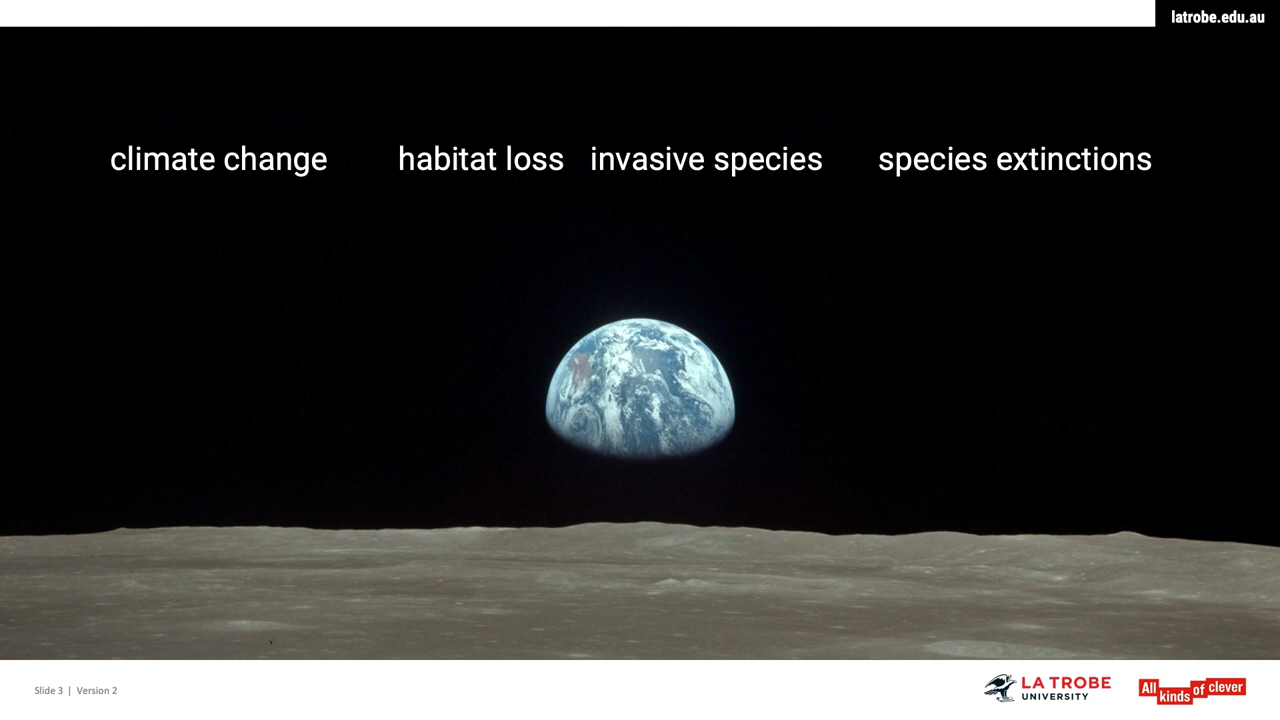 latrobe.edu.au
climate change habitat loss invasive species species extinctions
Slide 3 | Version 2
LA TROBE
UNIVERSITY
All kinds of clever